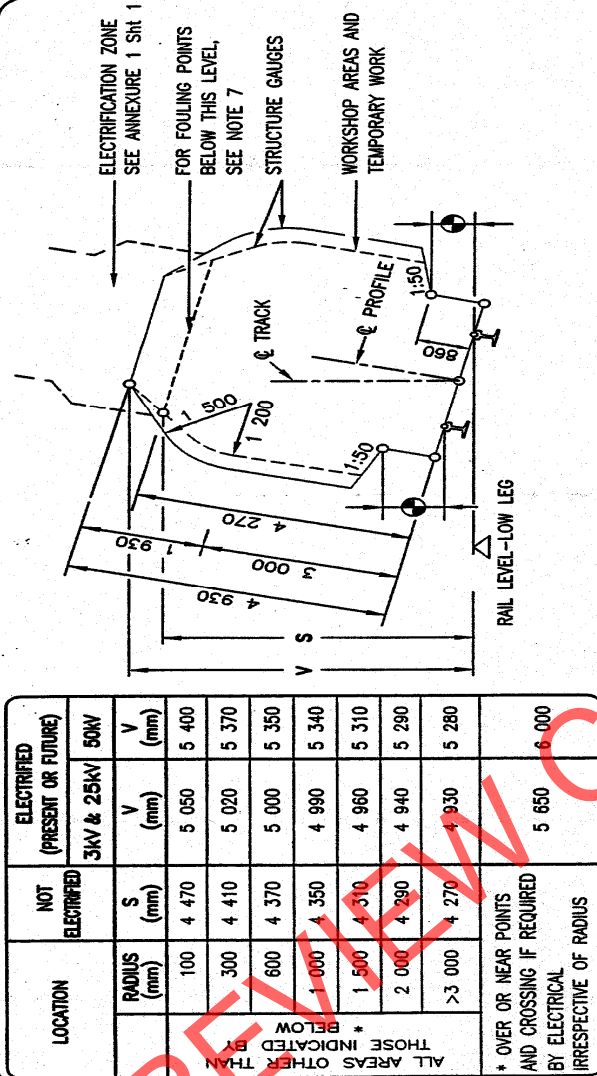 LOCATION
NOT
ELECTRIFIED
ELECTRIFIED
(PRESENT OR FUTURE)
3kV & 25kV
50kV
RADIUS
(mm)
S
(mm)
V
(mm)
V
(mm)
100 4 470 5 050 5 400
300 4 410 5 020 5 370
600 4 370 5 000 5 350
1 000 4 350 4 990 5 340
1 500 4 310 4 960 5 310
2 000 4 290 4 940 5 290
>3 000 4 270 4 930 5 280
ALL AREAS OTHER THAN
THOSE INDICATED BY
* BELOW
* OVER OR NEAR POINTS
AND CROSSING IF REQUIRED
BY ELECTRICAL
IRRESPECTIVE OF RADIUS
5 650
6 000
ELECTRIFICATION ZONE
SEE ANNEXURE 1 Sht 1
FOR FOULING POINTS
BELOW THIS LEVEL,
SEE NOTE 7
STRUCTURE GAUGES
WORKSHOP AREAS AND
TEMPORARY WORK
1 500
1 200
℄ TRACK
℄ PROFILE
1:50
1:50
860
4 270
1 930
3 000
4 930
S
V
RAIL LEVEL-LOW LEG
PREVIEW